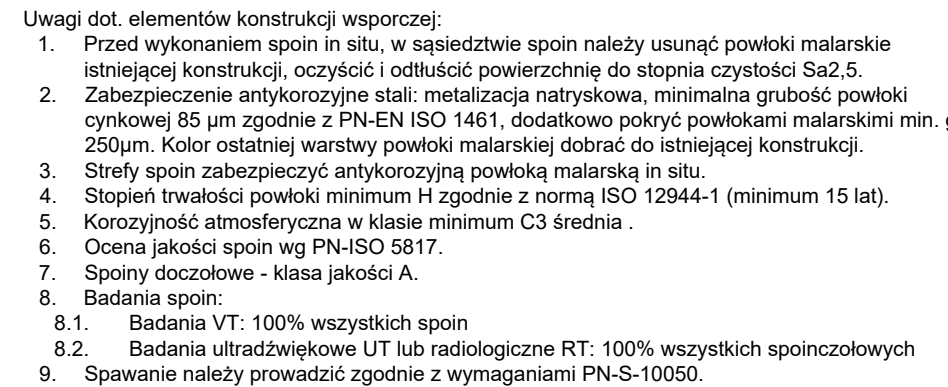 Uwagi dot. elementów konstrukcji wsporczej:
1. Przed wykonaniem spoin in situ, w sąsiedztwie spoin należy usunąć powłoki malarskie
istniejącej konstrukcji, oczyścić i odtłuścić powierzchnię do stopnia czystości Sa2,5.
2. Zabezpieczenie antykorozyjne stali: metalizacja natryskowa, minimalna grubość powłoki
cynkowej 85 μm zgodnie z PN-EN ISO 1461, dodatkowo pokryć powłokami malarskimi min.
250μm. Kolor ostatniej warstwy powłoki malarskiej dobrać do istniejącej konstrukcji.
3. Strefy spoin zabezpieczyć antykorozyjną powłoką malarską in situ.
4. Stopień trwałości powłoki minimum H zgodnie z normą ISO 12944-1 (minimum 15 lat).
5. Korozyjność atmosferyczna w klasie minimum C3 średnia .
6. Ocena jakości spoin wg PN-ISO 5817.
7. Spoiny doczołowe - klasa jakości A.
8. Badania spoin:
8.1. Badania VT: 100% wszystkich spoin
8.2. Badania ultradźwiękowe UT lub radiologiczne RT: 100% wszystkich spoinczołowych
9. Spawanie należy prowadzić zgodnie z wymaganiami PN-S-10050.